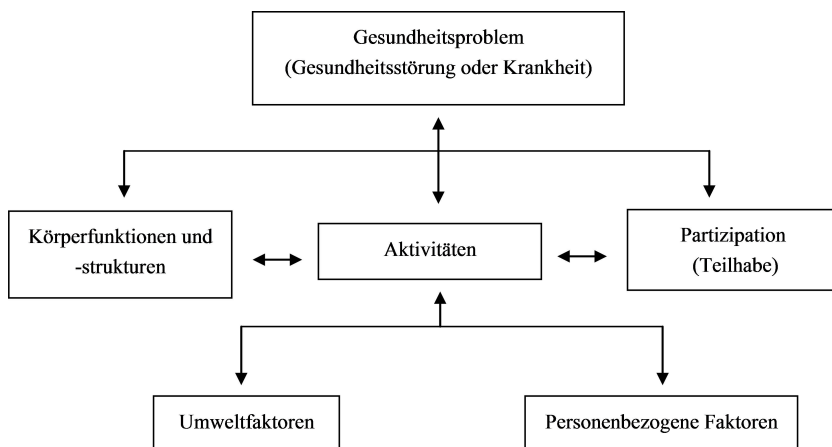 Gesundheitsproblem
(Gesundheitsstörung oder Krankheit)
Körperfunktionen und
-strukturen
Aktivitäten
Partizipation
(Teilhabe)
Umweltfaktoren
Personenbezogene Faktoren